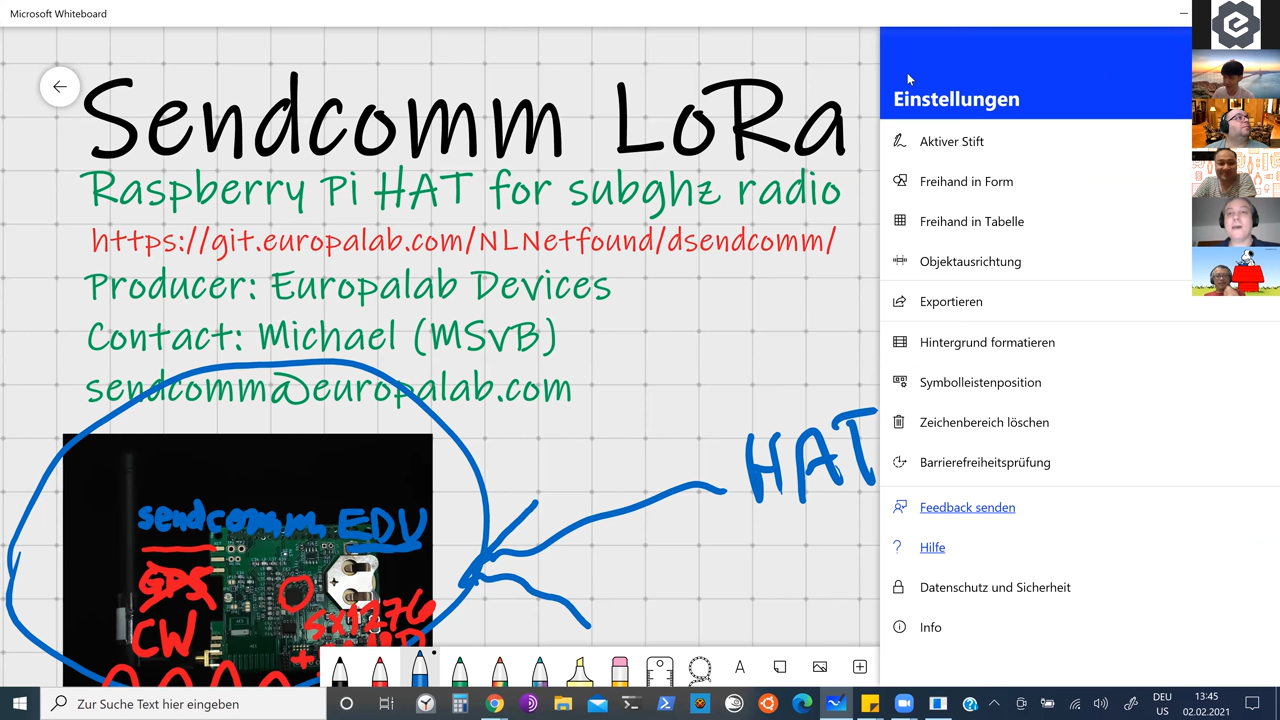 Microsoft Whiteboard
Sendcomm LoRa
Raspberry Pi HAT for subghz radio
https://git.europalab.com/NLNetfound/dsendcomm/
Producer: Europalab Devices
Contact: Michael (MSvB)
sendcomm@europalab.com
HAT
sendcomm EDU
GPS
CW
SX1276
Einstellungen
Aktiver Stift
Freihand in Form
Freihand in Tabelle
Objektausrichtung
Exportieren
Hintergrund formatieren
Symbolleistenposition
Zeichenbereich löschen
Barrierefreiheitsprüfung
Feedback senden
Hilfe
Datenschutz und Sicherheit
Info
Zur Suche Text hier eingeben
DEU
US
13:45
02.02.2021